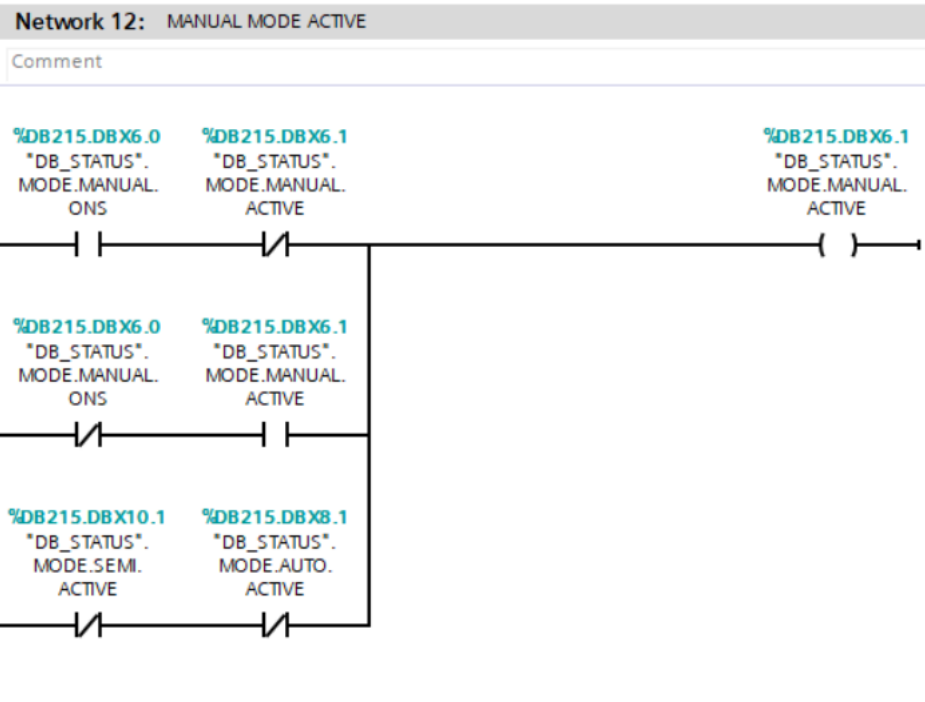 Network 12: MANUAL MODE ACTIVE
Comment
%DB215.DBX6.0 %DB215.DBX6.1 %DB215.DBX6.1
"DB_STATUS". "DB_STATUS". "DB_STATUS".
MODE.MANUAL. MODE.MANUAL. MODE.MANUAL.
ONS ACTIVE ACTIVE
%DB215.DBX6.0 %DB215.DBX6.1
"DB_STATUS". "DB_STATUS".
MODE.MANUAL. MODE.MANUAL.
ONS ACTIVE
%DB215.DBX10.1 %DB215.DBX8.1
"DB_STATUS". "DB_STATUS".
MODE.SEMI. MODE.AUTO.
ACTIVE ACTIVE